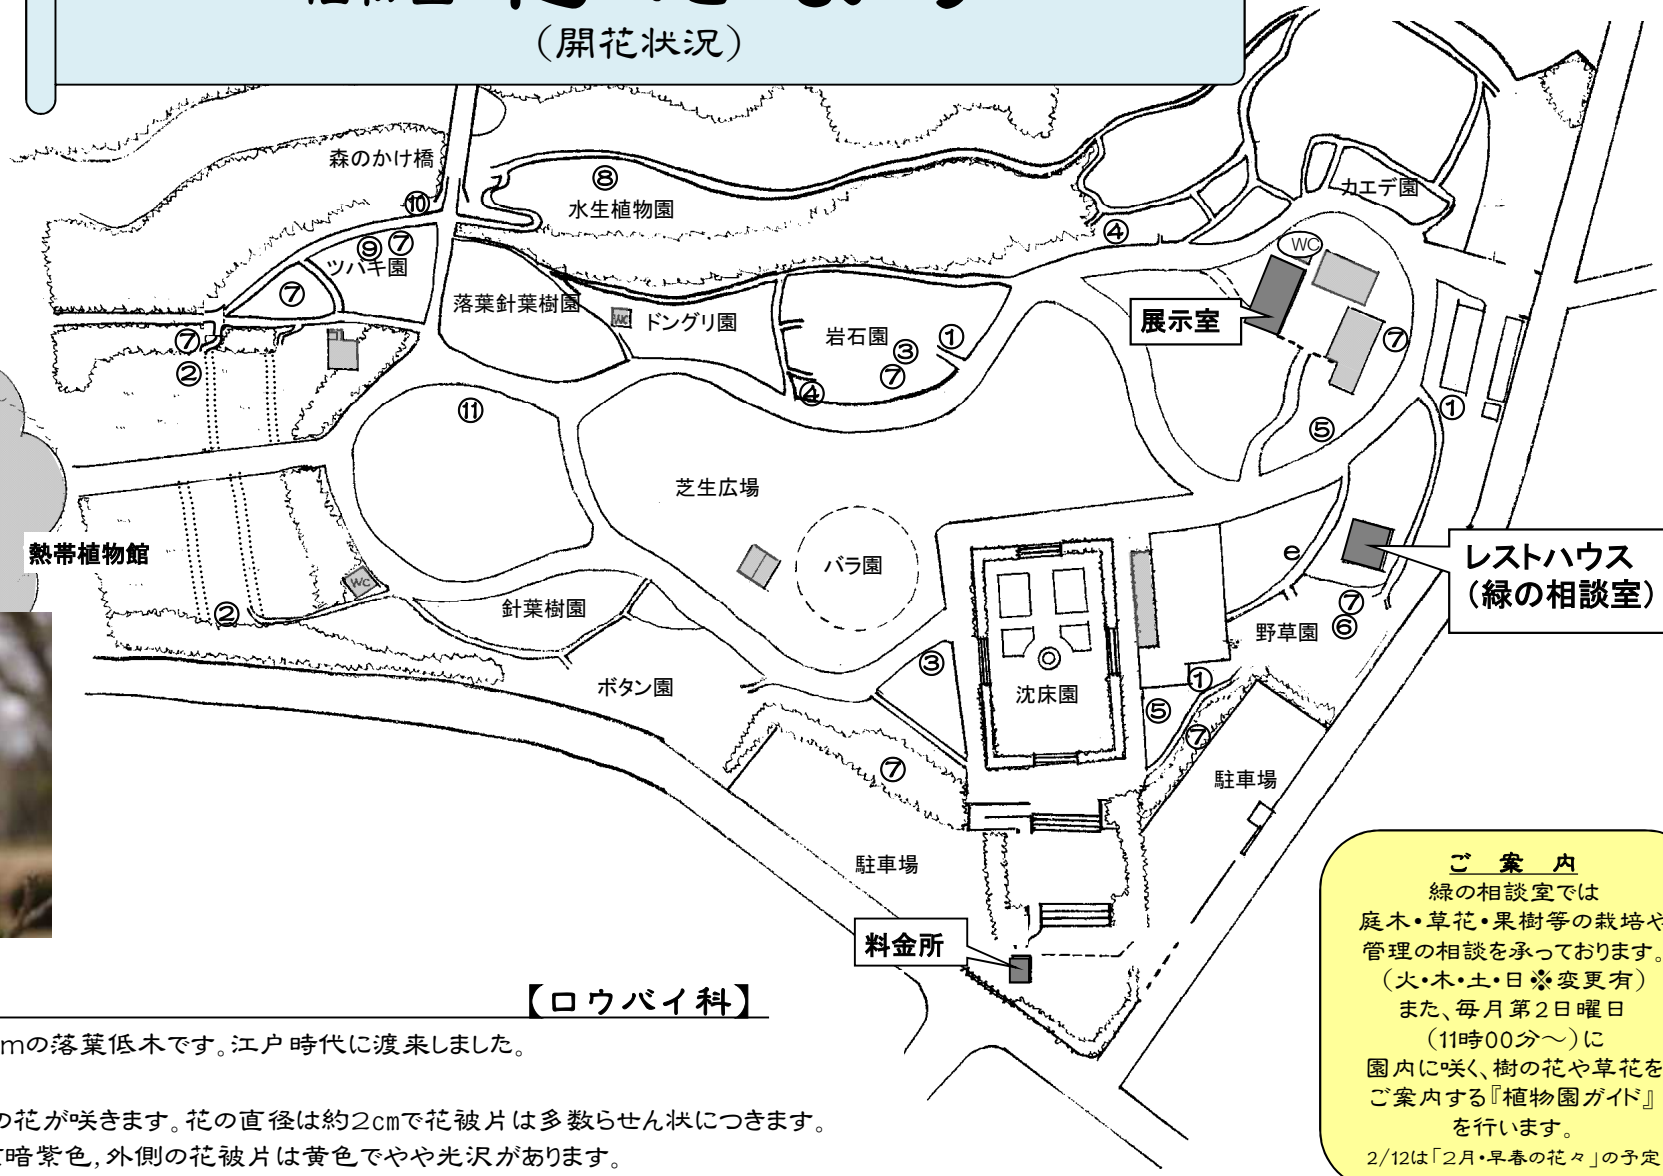 (開花状況)
森のかけ橋
⑧
水生植物園
カエデ園
⑩
④
WC
⑨ ⑦
ツバキ園
⑦
落葉針葉樹園
WC
ドングリ園
展示室
岩石園
①
③
⑦
④
⑦
⑦
②
⑪
①
⑤
芝生広場
熱帯植物館
バラ園
e
レストハウス
(緑の相談室)
WC
②
針葉樹園
⑦
野草園 ⑥
③
ボタン園
沈床園
①
⑤
⑦
⑦
駐車場
駐車場
料金所
【ロウバイ科】
mの落葉低木です。江戸時代に渡来しました。
の花が咲きます。花の直径は約2cmで花被片は多数らせん状につきます。
暗紫色,外側の花被片は黄色でやや光沢があります。
ご 案 内
緑の相談室では
庭木・草花・果樹等の栽培や
管理の相談を承っております。
(火・木・土・日※変更有)
また、毎月第2日曜日
(11時00分～)に
園内に咲く、樹の花や草花を
ご案内する『植物園ガイド』
を行います。
2/12は「2月・早春の花々」の予定